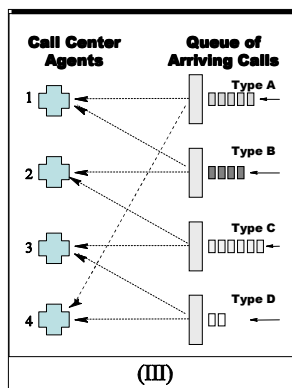 Call Center Agents
Queue of Arriving Calls
Type A
1
Type B
2
Type C
3
Type D
4
(III)